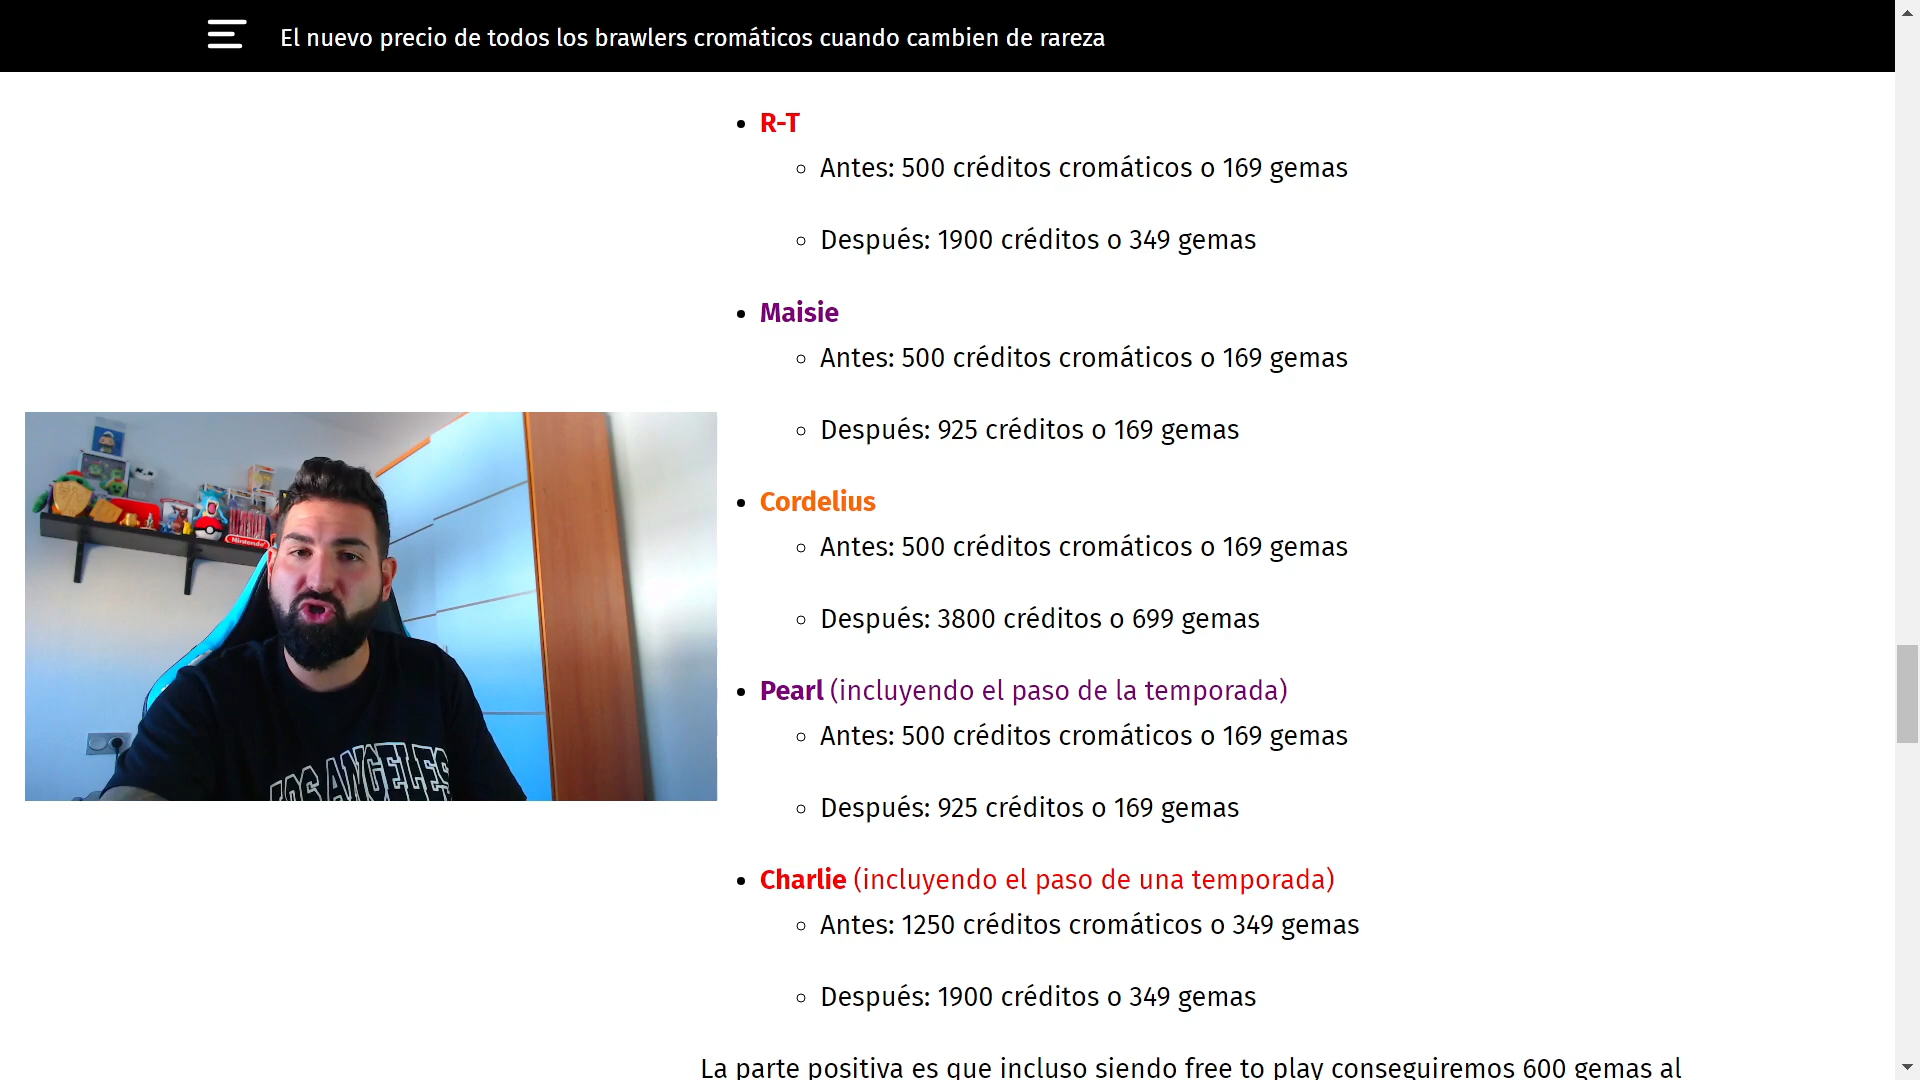 El nuevo precio de todos los brawlers cromáticos cuando cambien de rareza
R-T
Antes: 500 créditos cromáticos o 169 gemas
Después: 1900 créditos o 349 gemas
Maisie
Antes: 500 créditos cromáticos o 169 gemas
Después: 925 créditos o 169 gemas
Cordelius
Antes: 500 créditos cromáticos o 169 gemas
Después: 3800 créditos o 699 gemas
Pearl (incluyendo el paso de la temporada)
Antes: 500 créditos cromáticos o 169 gemas
Después: 925 créditos o 169 gemas
Charlie (incluyendo el paso de una temporada)
Antes: 1250 créditos cromáticos o 349 gemas
Después: 1900 créditos o 349 gemas
La parte positiva es que incluso siendo free to play conseguiremos 600 gemas al
Nintendo
LOS ANGELES